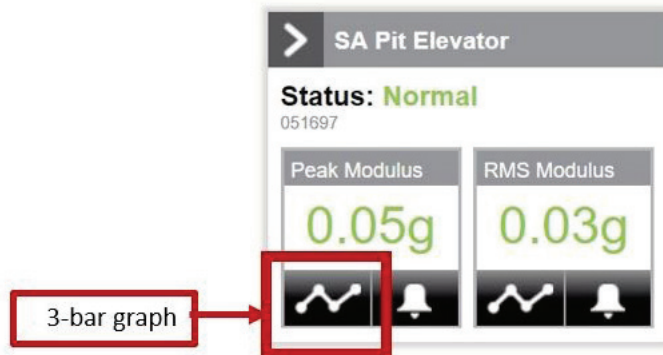 SA Pit Elevator
Status: Normal
051697
Peak Modulus
RMS Modulus
0.05g
0.03g
3-bar graph